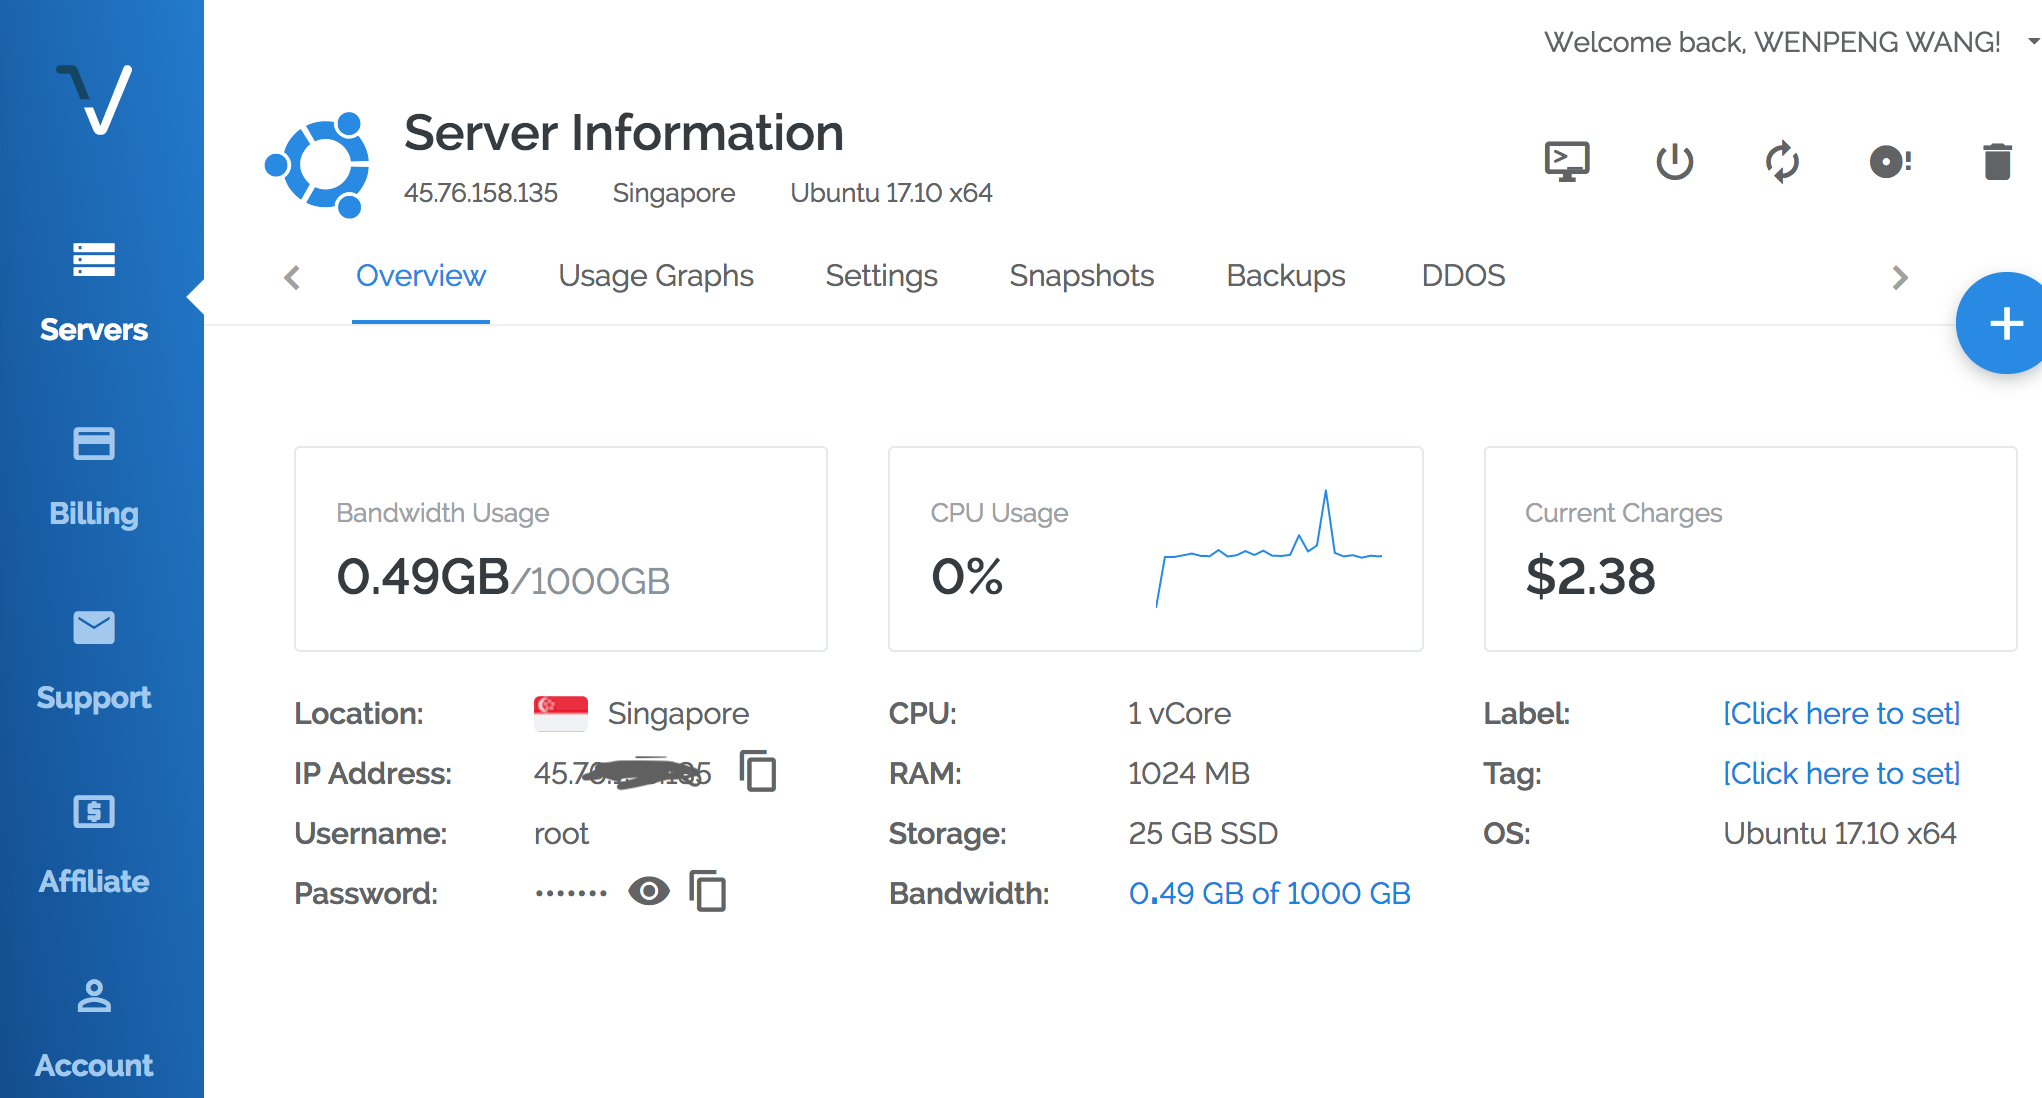 Welcome back, WENPENG WANG!
Server Information
45.76.158.135 Singapore Ubuntu 17.10 x64
Overview Usage Graphs Settings Snapshots Backups DDOS
Servers
Billing
Support
Affiliate
Account
Bandwidth Usage
0.49GB/1000GB
CPU Usage
0%
Current Charges
$2.38
Location: Singapore
IP Address:
Username: root
Password: •••••••
CPU: 1 vCore
RAM: 1024 MB
Storage: 25 GB SSD
Bandwidth: 0.49 GB of 1000 GB
Label: [Click here to set]
Tag: [Click here to set]
OS: Ubuntu 17.10 x64